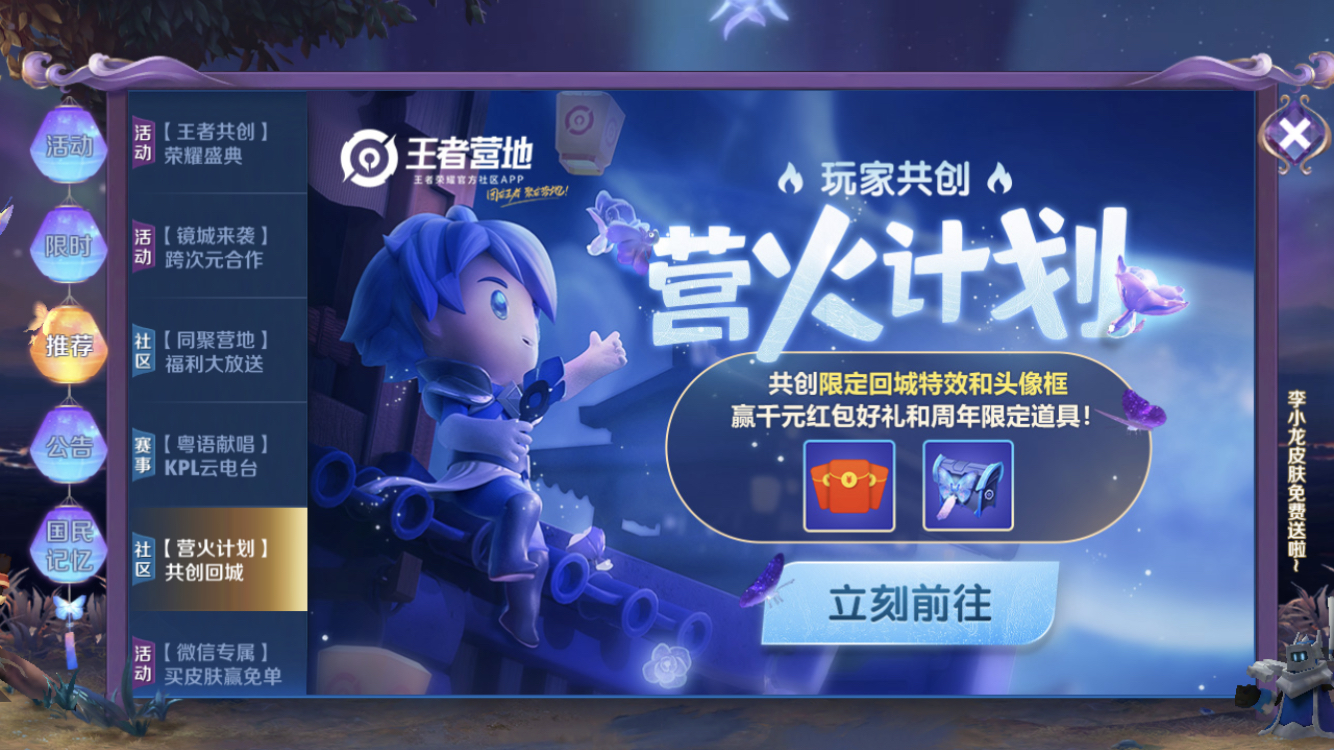 活动
限时
推荐
公告
国民
记忆
活动
【王者共创】
荣耀盛典
活动
【镜城来袭】
跨次元合作
社区
【同聚营地】
福利大放送
赛事
【粤语献唱】
KPL云电台
社区
【营火计划】
共创回城
活动
【微信专属】
买皮肤赢免单
王者营地
王者荣耀官方社区APP
玩家共创
营火计划
共创限定回城特效和头像框
赢千元红包好礼和周年限定道具!
立刻前往
李小龙皮肤免费送啦~